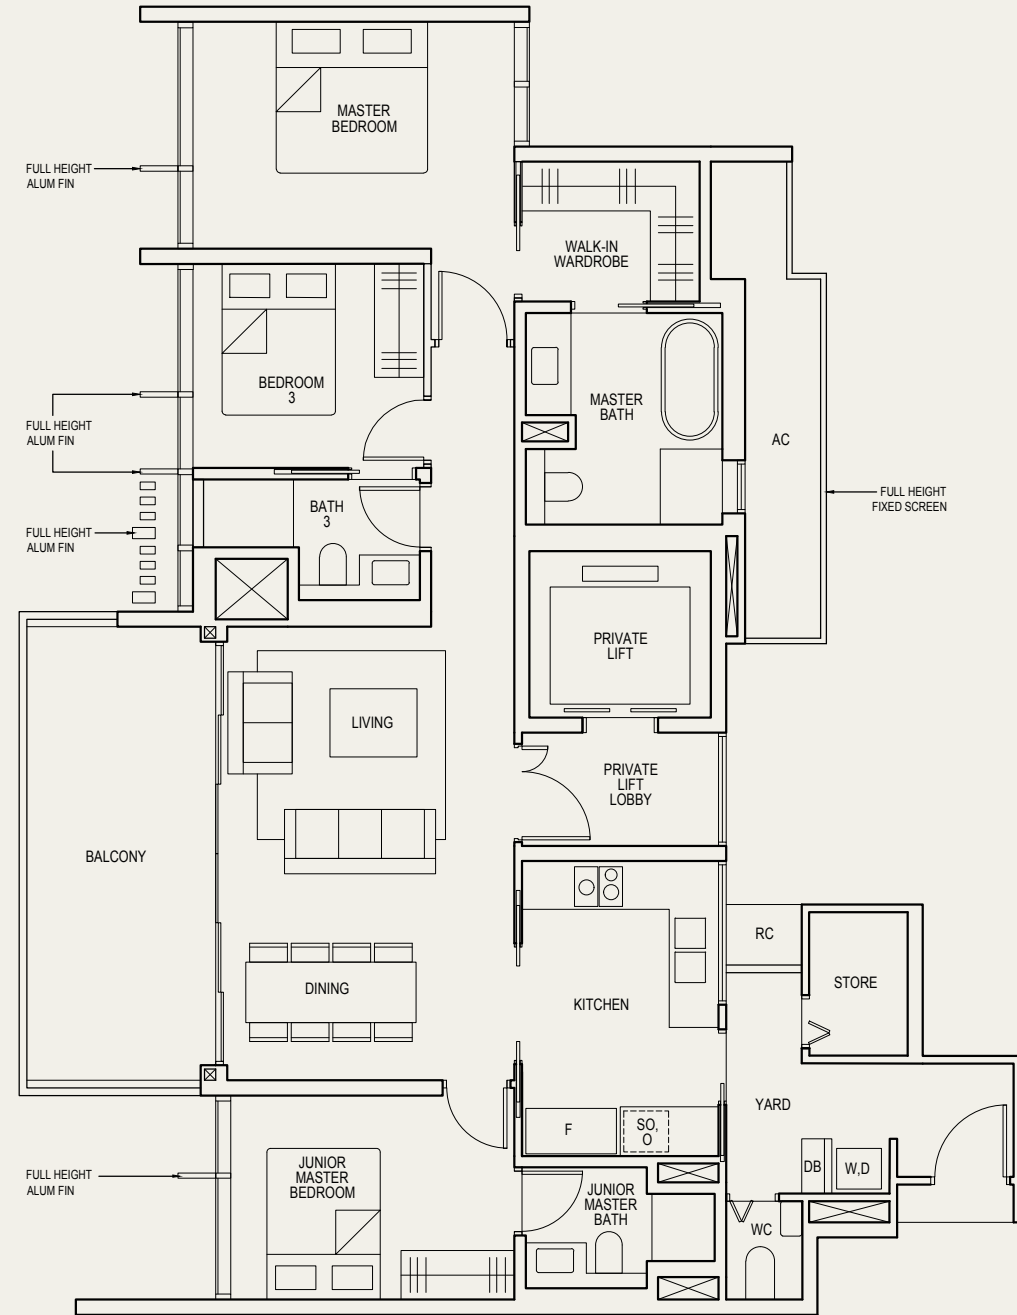 MASTER
BEDROOM
FULL HEIGHT
ALUM FIN
WALK-IN
WARDROBE
BEDROOM
3
MASTER
BATH
FULL HEIGHT
ALUM FIN
AC
FULL HEIGHT
FIXED SCREEN
BATH
3
FULL HEIGHT
ALUM FIN
PRIVATE
LIFT
LIVING
PRIVATE
LIFT
LOBBY
BALCONY
RC
STORE
DINING
KITCHEN
YARD
F
SO,
O
DB
W,D
JUNIOR
MASTER
BEDROOM
FULL HEIGHT
ALUM FIN
JUNIOR
MASTER
BATH
WC